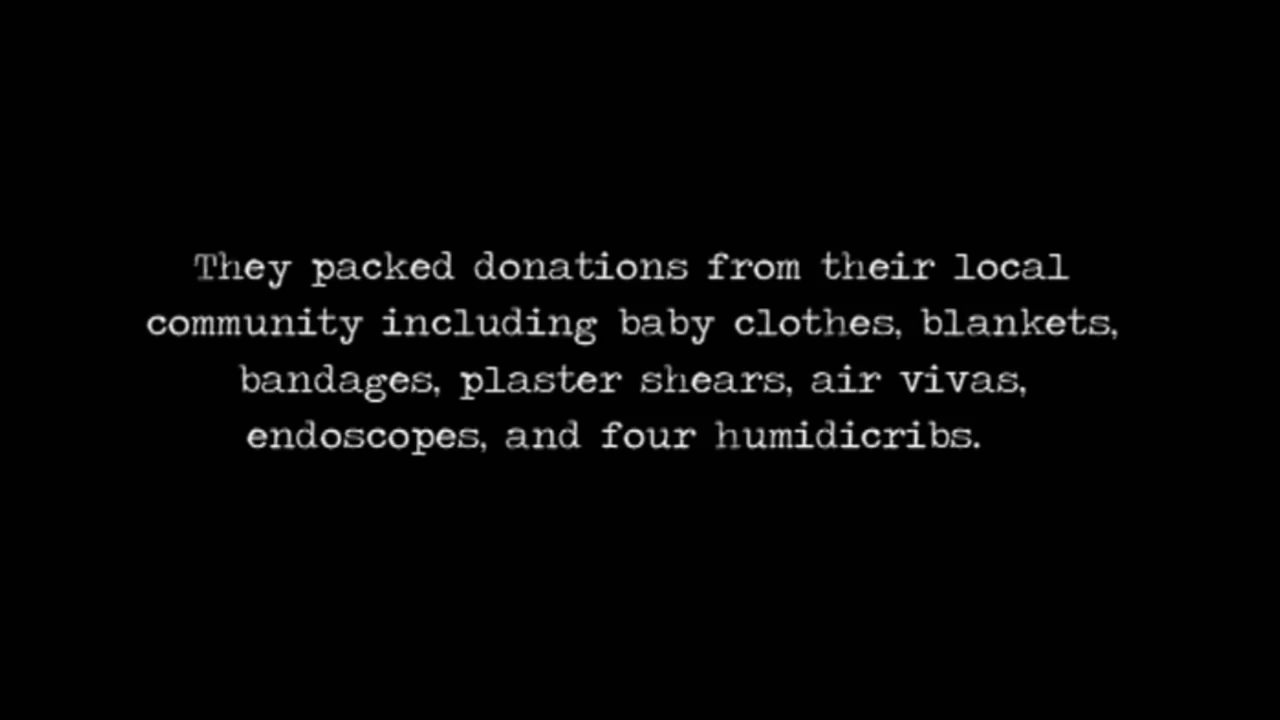 They packed donations from their local
community including baby clothes, blankets,
bandages, plaster shears, air vivas,
endoscopes, and four humidicribs.